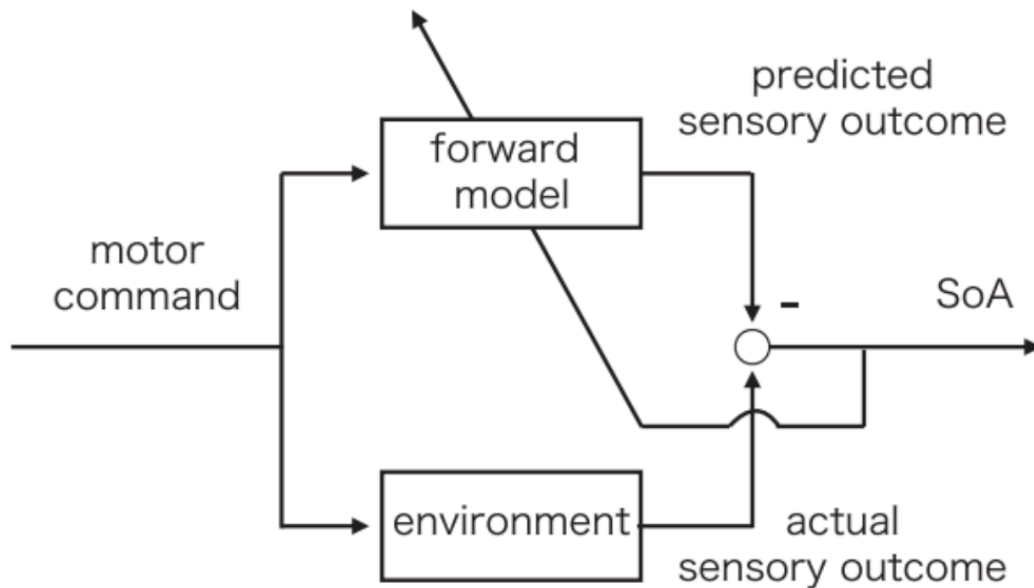 predicted
sensory outcome
forward
model
motor
command
-
SoA
environment
actual
sensory outcome